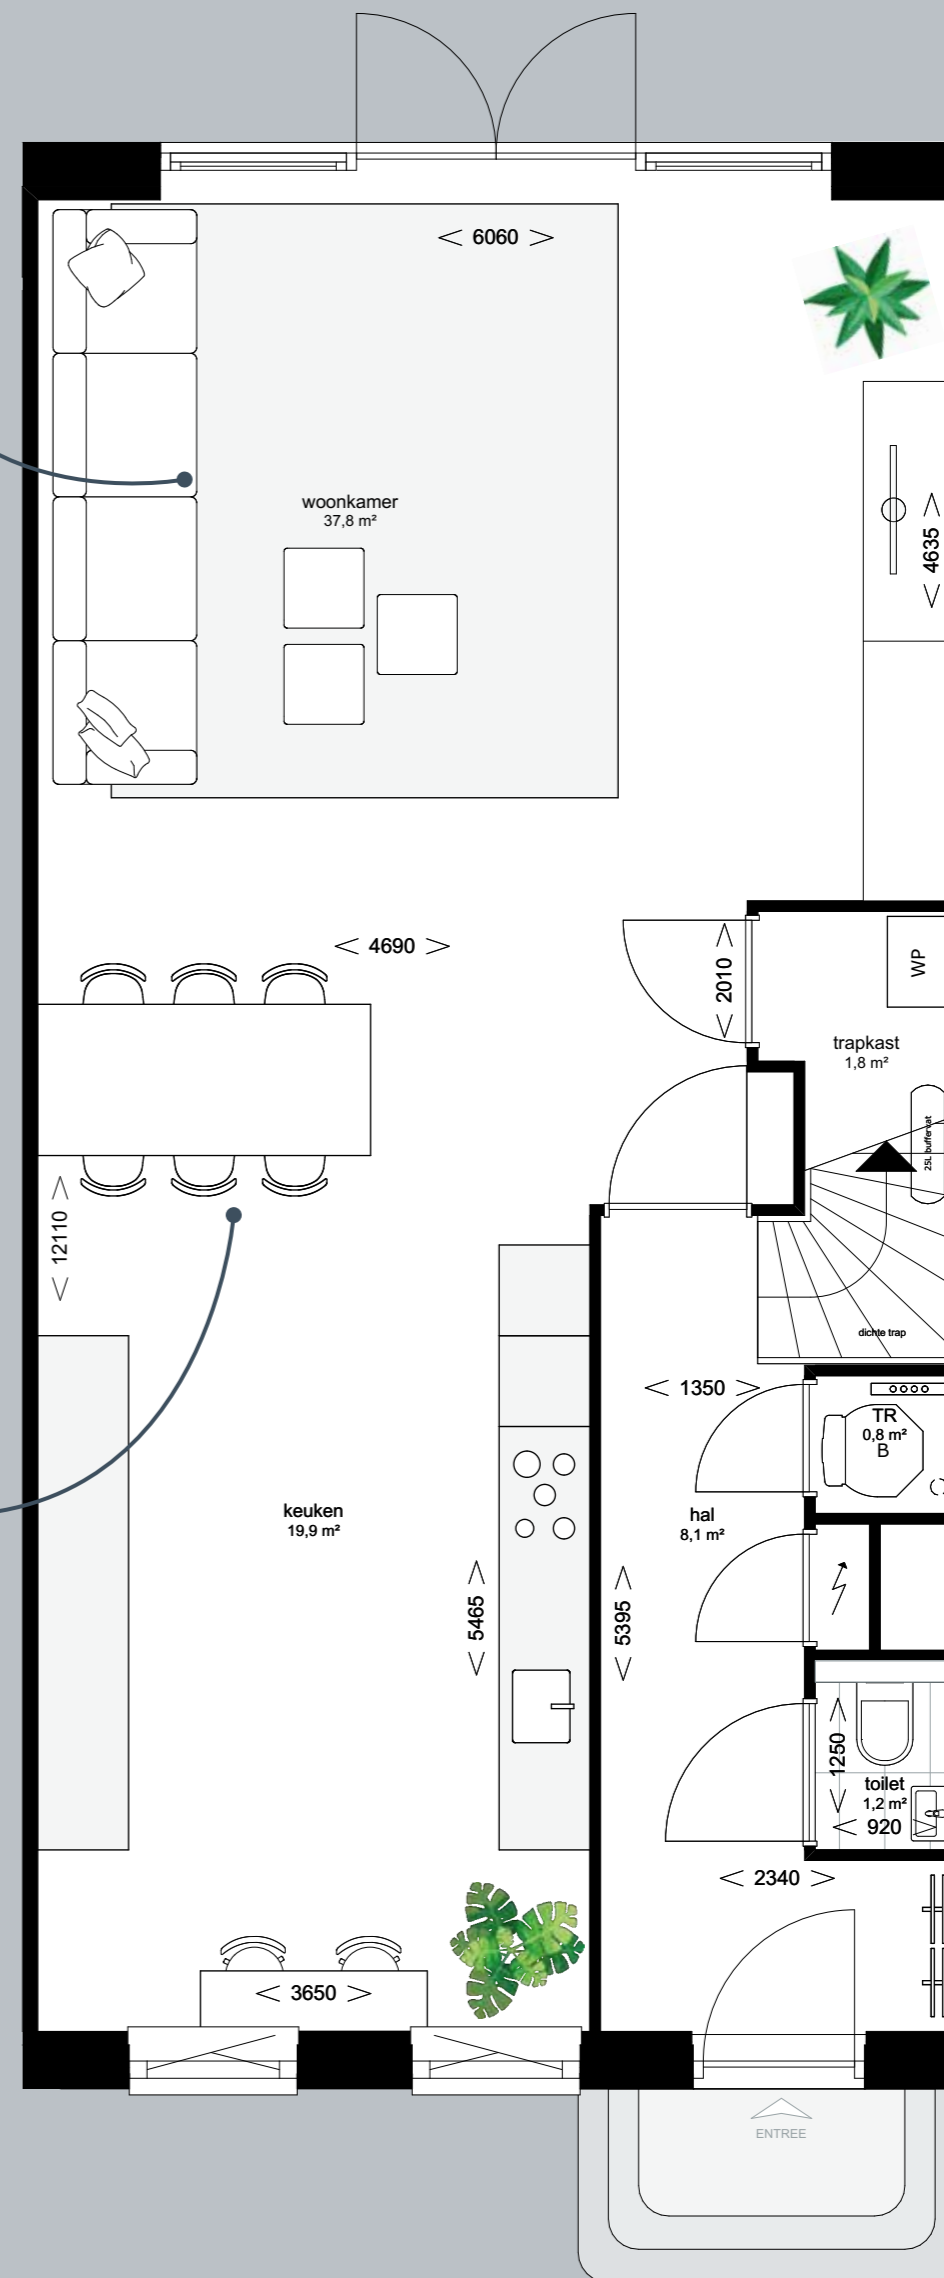 6060
4635
woonkamer
37,8 m²
4690
2010
WP
trapkast
1,8 m²
25L buffervat
12110
dichte trap
1350
TR
0,8 m²
B
keuken
19,9 m²
hal
8,1 m²
5465
5395
1250
toilet
1,2 m²
920
2340
3650
ENTREE